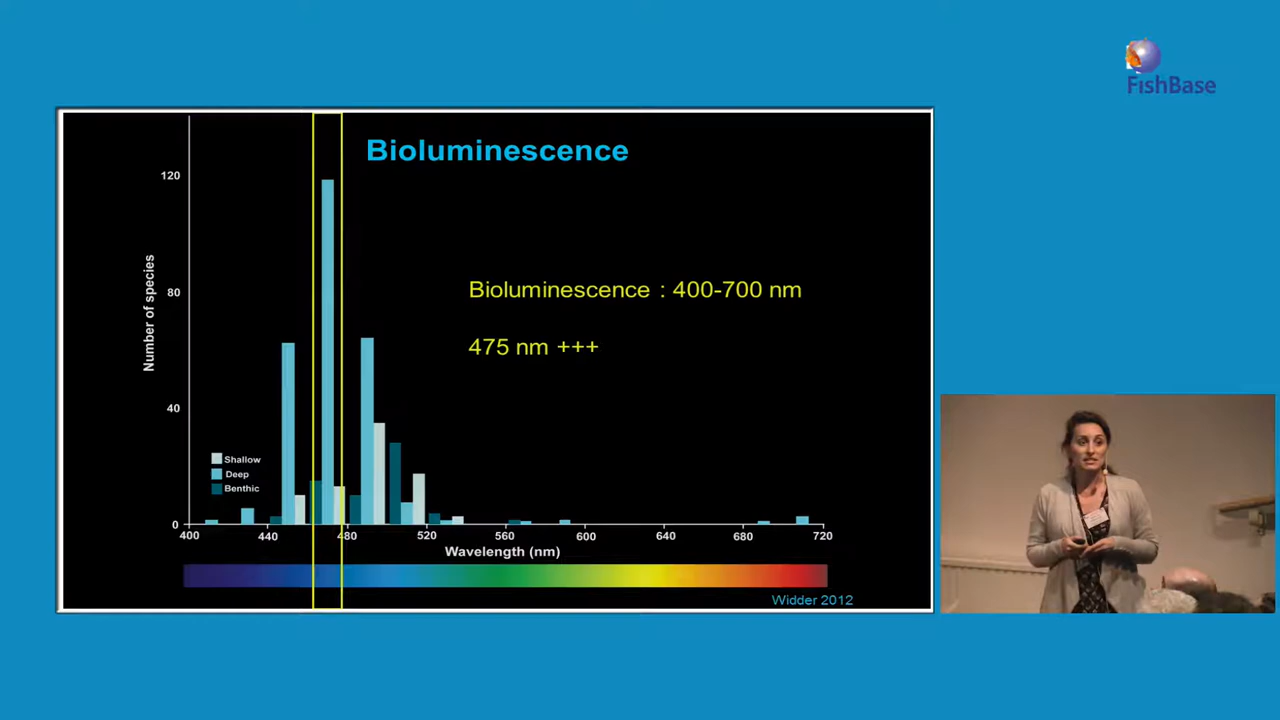 FishBase
Bioluminescence
120
80
40
0
Number of species
Bioluminescence : 400-700 nm
475 nm +++
Shallow
Deep
Benthic
400 440 480 520 560 600 640 680 720
Wavelength (nm)
Widder 2012